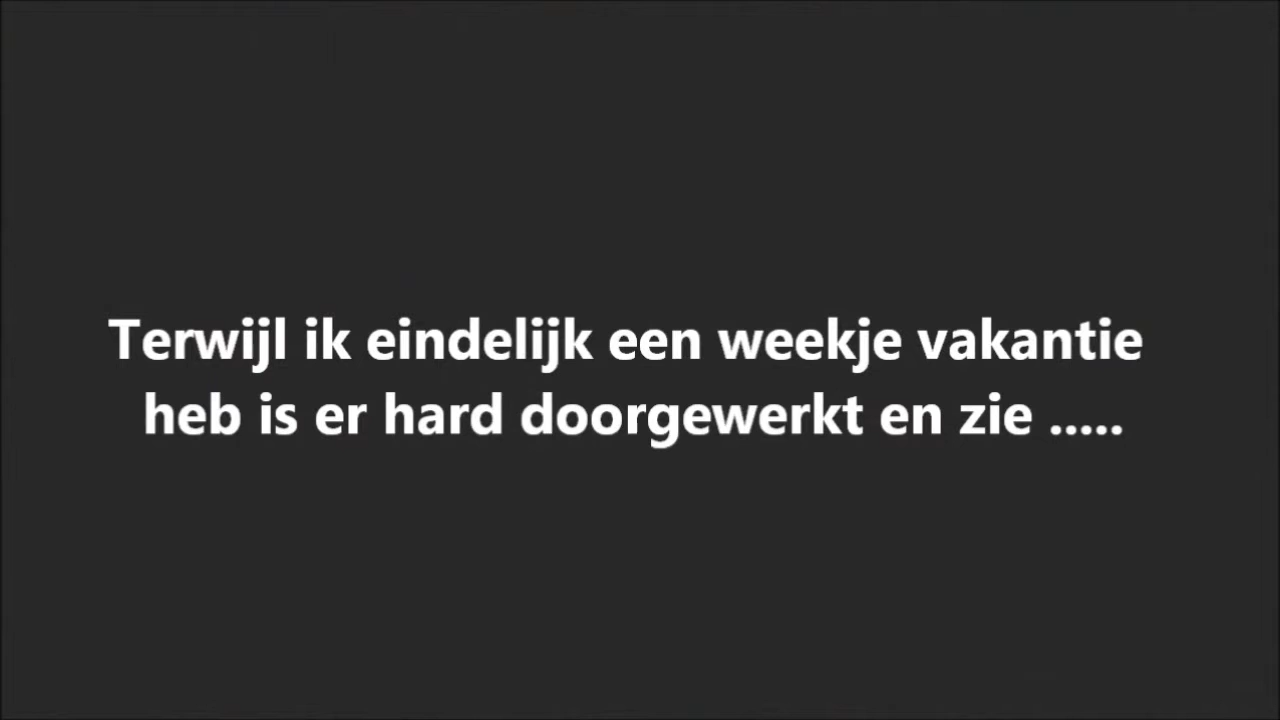 Terwijl ik eindelijk een weekje vakantie
heb is er hard doorgewerkt en zie .....